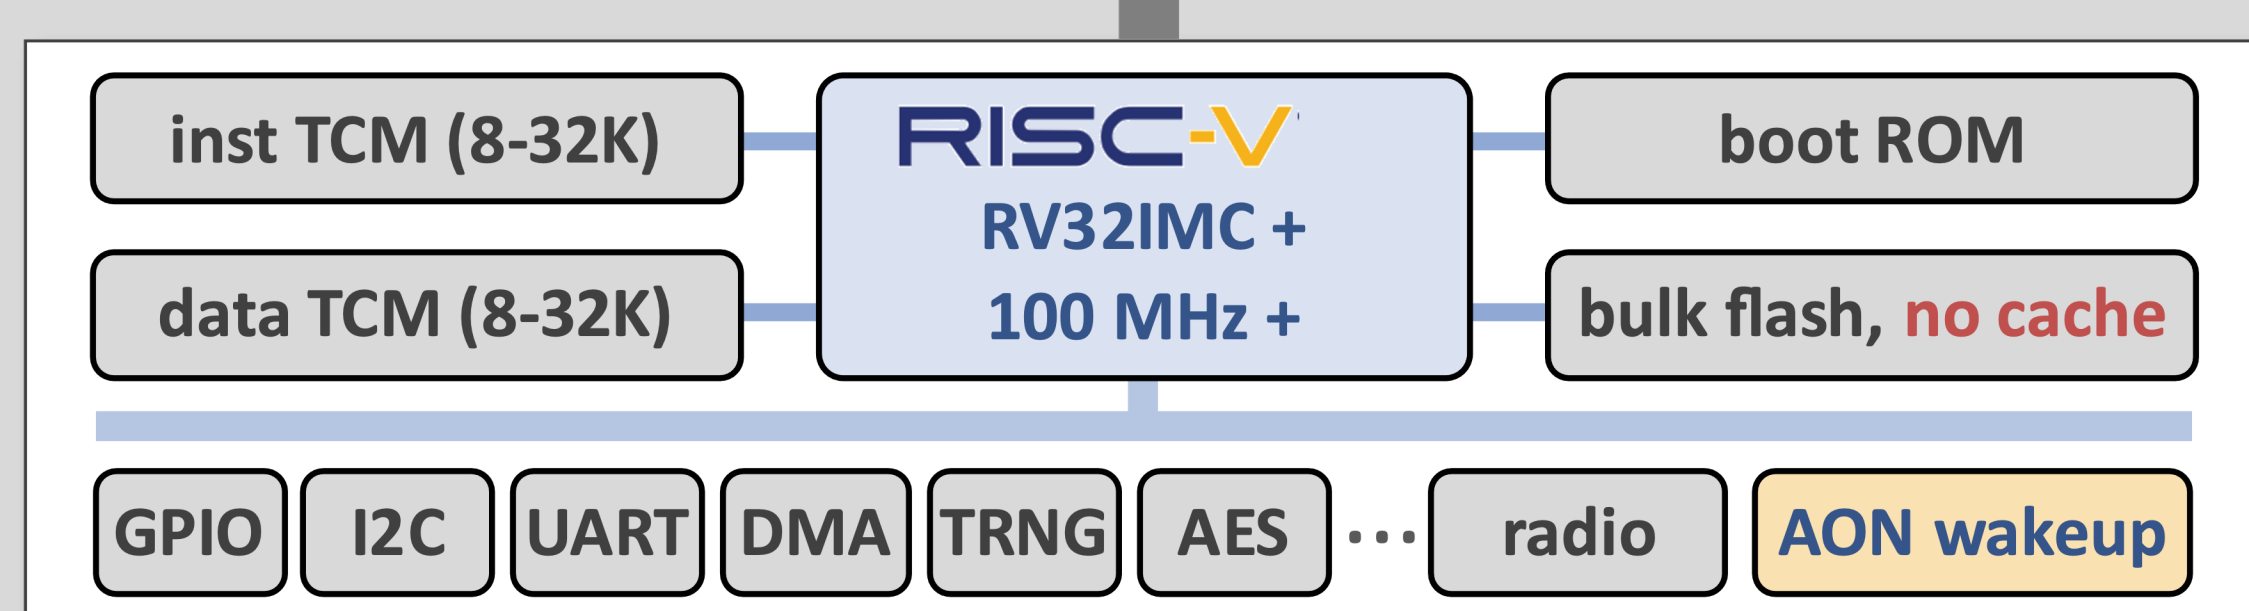 inst TCM (8-32K)
RISC-V
boot ROM
RV32IMC +
data TCM (8-32K)
100 MHz +
bulk flash, no cache
GPIO
I2C
UART
DMA
TRNG
AES
...
radio
AON wakeup